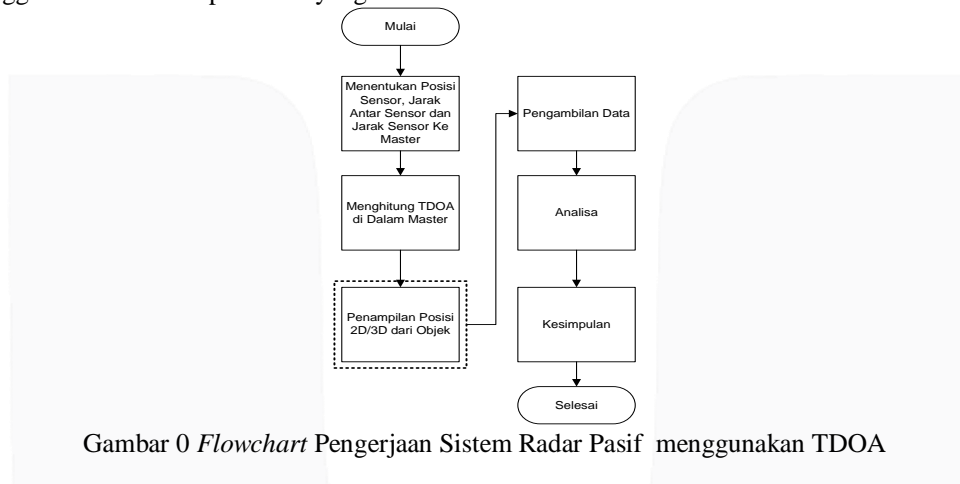 Mulai
Menentukan Posisi
Sensor, Jarak
Antar Sensor dan
Jarak Sensor Ke
Master
Menghitung TDOA
di Dalam Master
Penampilan Posisi
2D/3D dari Objek
Pengambilan Data
Analisa
Kesimpulan
Selesai
Gambar 0 Flowchart Pengerjaan Sistem Radar Pasif menggunakan TDOA